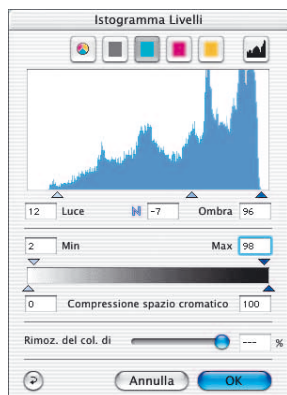 Istogramma Livelli
12 Luce -7 Ombra 96
2 Min Max 98
0 Compressione spazio cromatico 100
Rimoz. del col. di --- %
Annulla OK